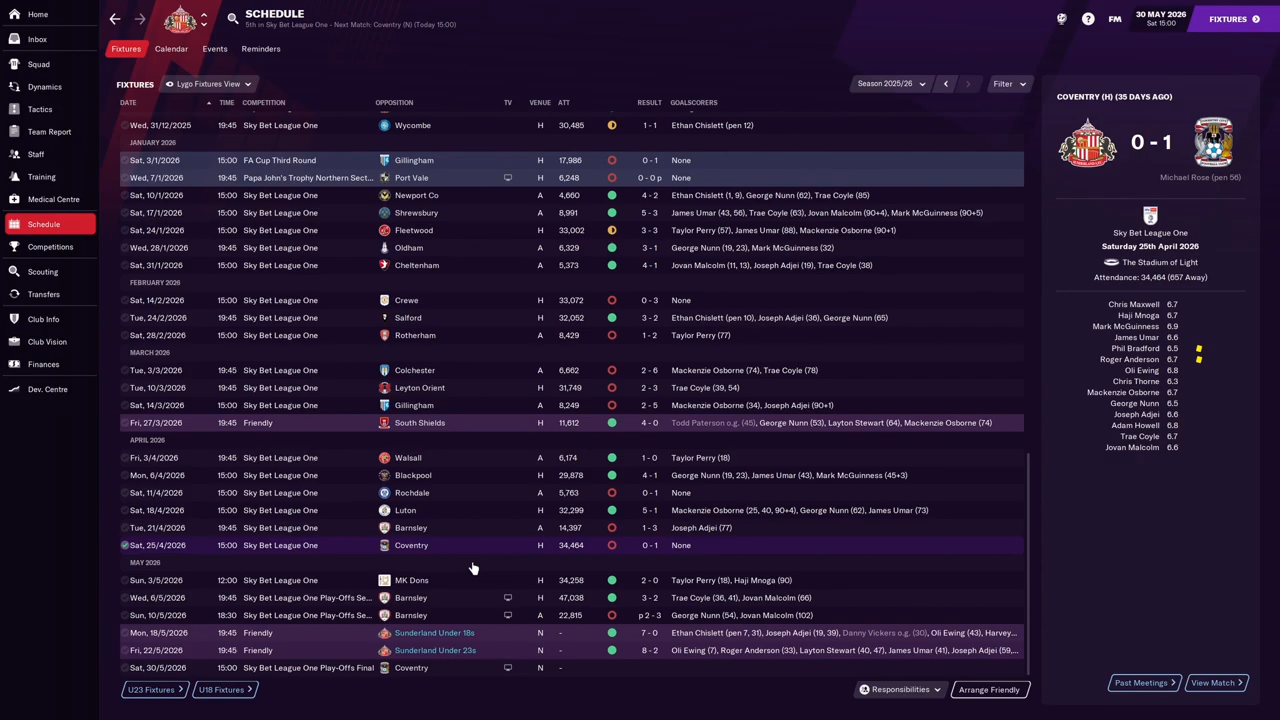 Home
Inbox
Squad
Dynamics
Tactics
Team Report
Staff
Training
Medical Centre
Schedule
Competitions
Scouting
Transfers
Club Info
Club Vision
Finances
Dev. Centre
SCHEDULE
5th in Sky Bet League One - Next Match: Coventry (N) (Today 15:00)
FM
30 MAY 2026
Sat 15:00
FIXTURES
Fixtures Calendar Events Reminders
FIXTURES Lygo Fixtures View Season 2025/26 Filter
DATE TIME COMPETITION OPPOSITION TV VENUE ATT RESULT GOALSCORERS
Wed, 31/12/2025 19:45 Sky Bet League One Wycombe H 30,485 1 - 1 Ethan Chislett (pen 12)
JANUARY 2026
Sat, 3/1/2026 15:00 FA Cup Third Round Gillingham H 17,986 0 - 1 None
Wed, 7/1/2026 19:45 Papa John's Trophy Northern Sect... Port Vale H 6,248 0 - 0 p None
Sat, 10/1/2026 15:00 Sky Bet League One Newport Co A 4,660 4 - 2 Ethan Chislett (1, 9), George Nunn (62), Trae Coyle (85)
Sat, 17/1/2026 15:00 Sky Bet League One Shrewsbury A 8,991 5 - 3 James Umar (43, 56), Trae Coyle (63), Jovan Malcolm (90+4), Mark McGuinness (90+5)
Sat, 24/1/2026 15:00 Sky Bet League One Fleetwood H 33,002 3 - 3 Taylor Perry (57), James Umar (88), Mackenzie Osborne (90+1)
Wed, 28/1/2026 19:45 Sky Bet League One Oldham A 6,329 3 - 1 George Nunn (19, 23), Mark McGuinness (32)
Sat, 31/1/2026 15:00 Sky Bet League One Cheltenham A 5,373 4 - 1 Jovan Malcolm (11, 13), Joseph Adjei (19), Trae Coyle (38)
FEBRUARY 2026
Sat, 14/2/2026 15:00 Sky Bet League One Crewe H 33,072 0 - 3 None
Tue, 24/2/2026 19:45 Sky Bet League One Salford H 32,052 3 - 2 Ethan Chislett (pen 10), Joseph Adjei (36), George Nunn (65)
Sat, 28/2/2026 15:00 Sky Bet League One Rotherham A 8,429 1 - 2 Taylor Perry (77)
MARCH 2026
Tue, 3/3/2026 19:45 Sky Bet League One Colchester A 6,662 2 - 6 Mackenzie Osborne (74), Trae Coyle (78)
Tue, 10/3/2026 19:45 Sky Bet League One Leyton Orient H 31,749 2 - 3 Trae Coyle (39, 54)
Sat, 14/3/2026 15:00 Sky Bet League One Gillingham A 8,249 2 - 5 Mackenzie Osborne (34), Joseph Adjei (90+1)
Fri, 27/3/2026 19:45 Friendly South Shields H 11,612 4 - 0 Todd Paterson o.g. (45), George Nunn (53), Layton Stewart (64), Mackenzie Osborne (74)
APRIL 2026
Fri, 3/4/2026 19:45 Sky Bet League One Walsall A 6,174 1 - 0 Taylor Perry (18)
Mon, 6/4/2026 19:45 Sky Bet League One Blackpool H 29,878 4 - 1 George Nunn (19, 23), James Umar (43), Mark McGuinness (45+3)
Sat, 11/4/2026 15:00 Sky Bet League One Rochdale A 5,763 0 - 1 None
Sat, 18/4/2026 15:00 Sky Bet League One Luton H 32,299 5 - 1 Mackenzie Osborne (25, 40, 90+4), George Nunn (62), James Umar (73)
Tue, 21/4/2026 19:45 Sky Bet League One Barnsley A 14,397 1 - 3 Joseph Adjei (77)
Sat, 25/4/2026 15:00 Sky Bet League One Coventry H 34,464 0 - 1 None
MAY 2026
Sun, 3/5/2026 12:00 Sky Bet League One MK Dons H 34,258 2 - 0 Taylor Perry (18), Haji Mnoga (90)
Wed, 6/5/2026 19:45 Sky Bet League One Play-Offs Se... Barnsley H 47,038 3 - 2 Trae Coyle (36, 41), Jovan Malcolm (66)
Sun, 10/5/2026 18:30 Sky Bet League One Play-Offs Se... Barnsley A 22,815 p 2 - 3 George Nunn (54), Jovan Malcolm (102)
Mon, 18/5/2026 19:45 Friendly Sunderland Under 18s N - 7 - 0 Ethan Chislett (pen 7, 31), Joseph Adjei (19, 39), Danny Vickers o.g. (30), Oli Ewing (43), Harvey...
Fri, 22/5/2026 19:45 Friendly Sunderland Under 23s N - 8 - 2 Oli Ewing (7), Roger Anderson (33), Layton Stewart (40, 47), James Umar (41), Joseph Adjei (59,...
Sat, 30/5/2026 15:00 Sky Bet League One Play-Offs Final Coventry N -
U23 Fixtures U18 Fixtures Responsibilities Arrange Friendly
COVENTRY (H) (35 DAYS AGO)
0 - 1
Michael Rose (pen 56)
Sky Bet League One
Saturday 25th April 2026
The Stadium of Light
Attendance: 34,464 (657 Away)
Chris Maxwell 6.7
Haji Mnoga 6.7
Mark McGuinness 6.9
James Umar 6.6
Phil Bradford 6.5
Roger Anderson 6.7
Oli Ewing 6.8
Chris Thorne 6.3
Mackenzie Osborne 6.7
George Nunn 6.5
Joseph Adjei 6.6
Adam Howell 6.8
Trae Coyle 6.7
Jovan Malcolm 6.6
Past Meetings View Match